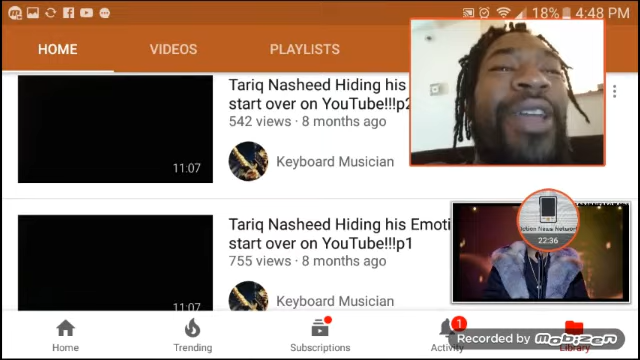 18% 4:48 PM
HOME VIDEOS PLAYLISTS
Tariq Nasheed Hiding his
start over on YouTube!!!p2
542 views · 8 months ago
11:07
Keyboard Musician
Tariq Nasheed Hiding his Emoti
start over on YouTube!!!p1
755 views · 8 months ago
11:07
Keyboard Musician
22:36
1
Home Trending Subscriptions Activity Library
Recorded by Mobizen